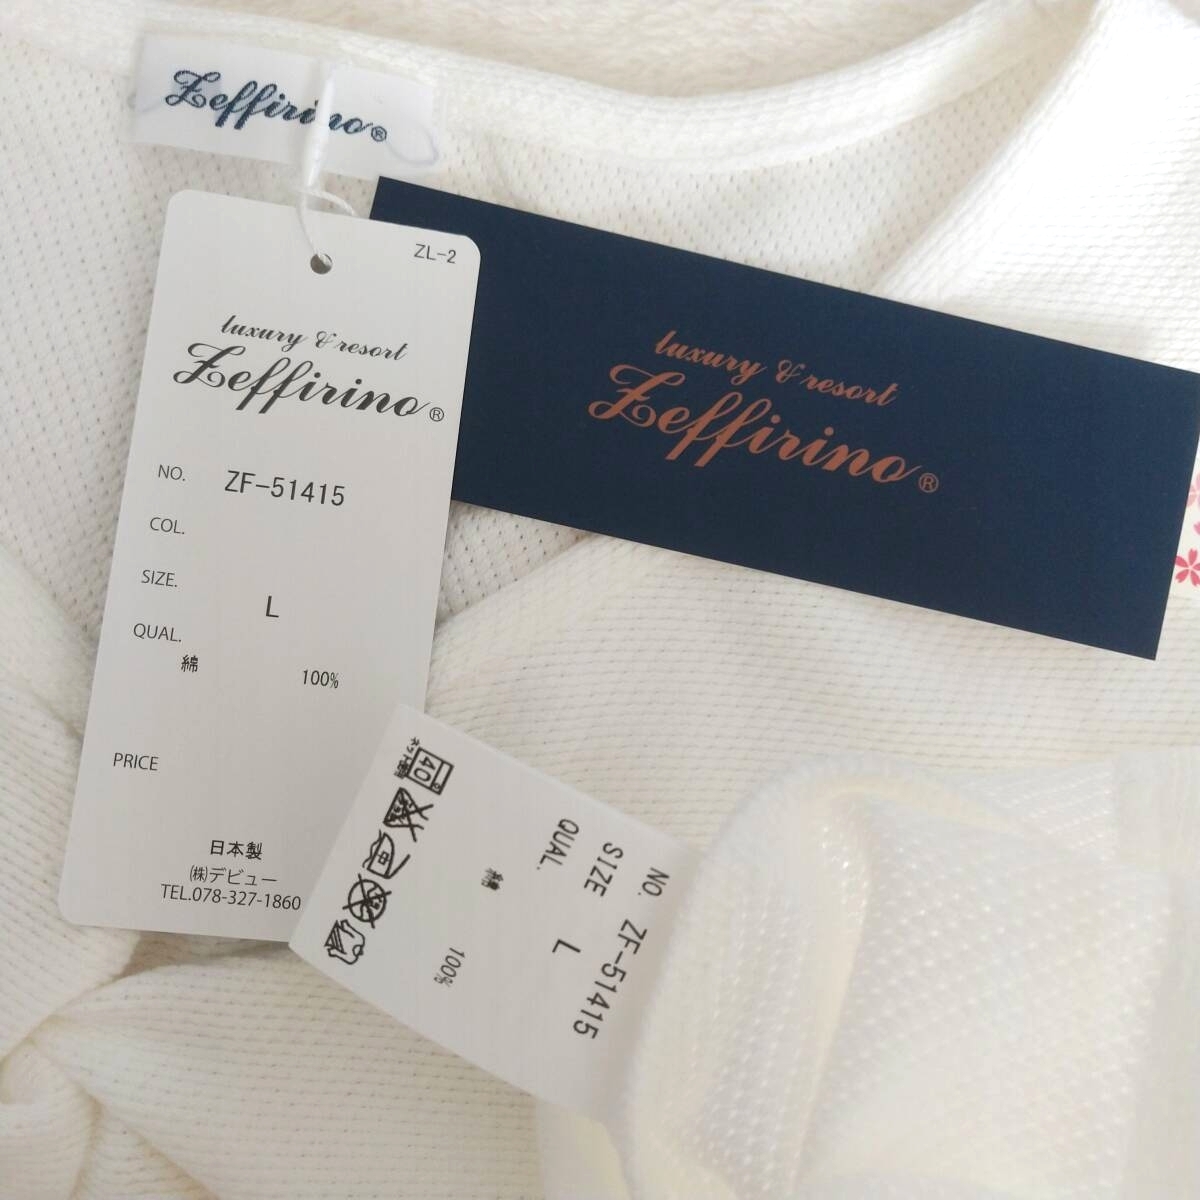 Zeffirino®
ZL-2
luxury & resort
Zeffirino®
NO. ZF-51415
COL.
SIZE.
L
QUAL.
綿 100%
PRICE
日本製
㈱デビュー
TEL.078-327-1860
luxury & resort
Zeffirino®
NO. ZF-51415
SIZE L
QUAL.
綿 100%
40